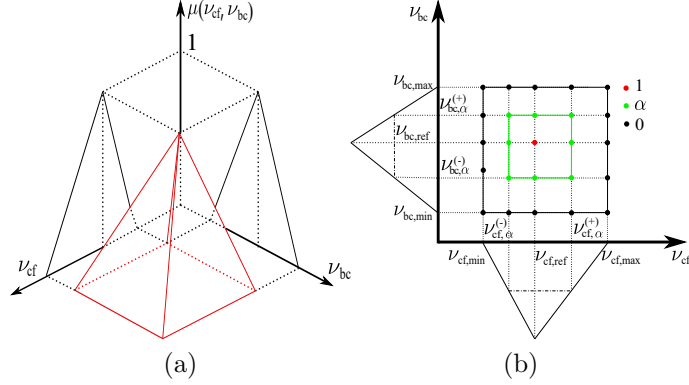 μ(ν_cf, ν_bc)
1
ν_cf
ν_bc
(a)
ν_bc
ν_bc,max
ν_bc,α^(+)
ν_bc,ref
ν_bc,α^(-)
ν_bc,min
1
α
0
ν_cf,α^(-)
ν_cf,α^(+)
ν_cf,min
ν_cf,ref
ν_cf,max
ν_cf
(b)